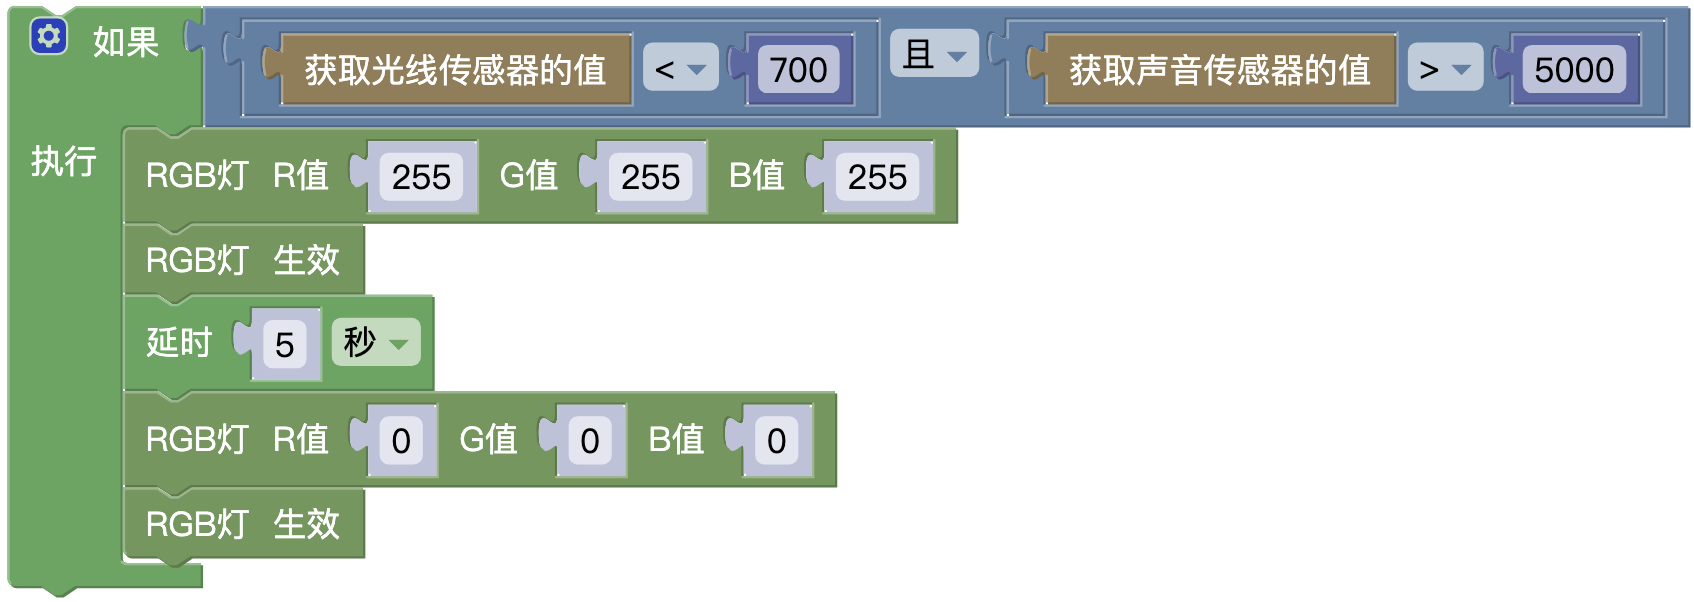 如果 获取光线传感器的值 < 700 且 获取声音传感器的值 > 5000
执行 RGB灯 R值 255 G值 255 B值 255
RGB灯 生效
延时 5 秒
RGB灯 R值 0 G值 0 B值 0
RGB灯 生效